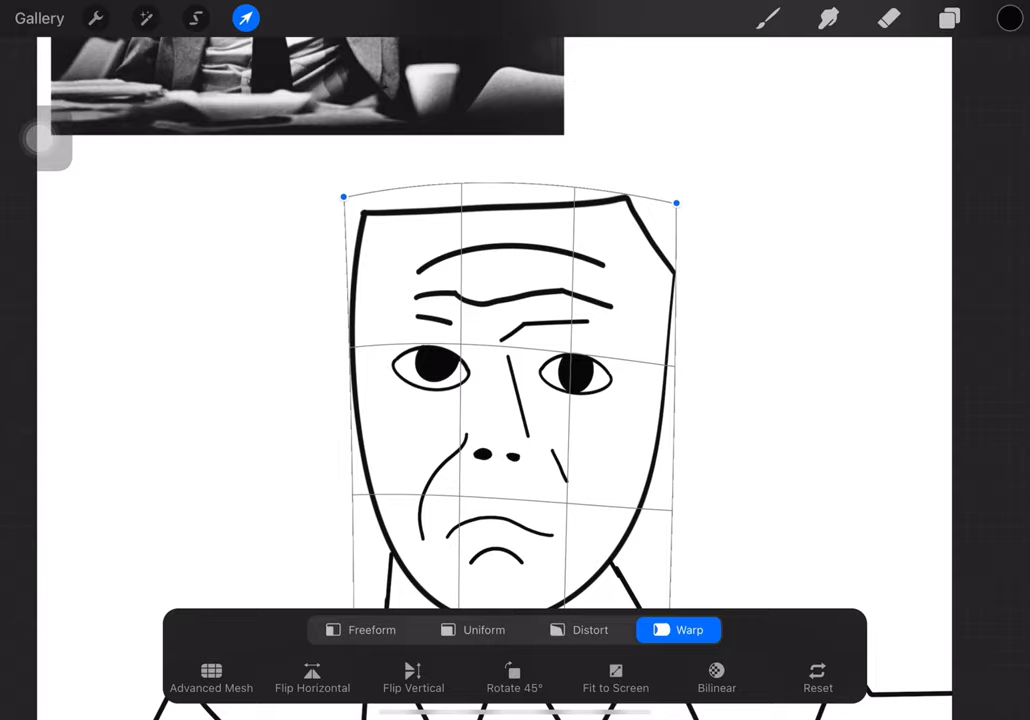 Gallery
Freeform Uniform Distort Warp
Advanced Mesh Flip Horizontal Flip Vertical Rotate 45° Fit to Screen Bilinear Reset